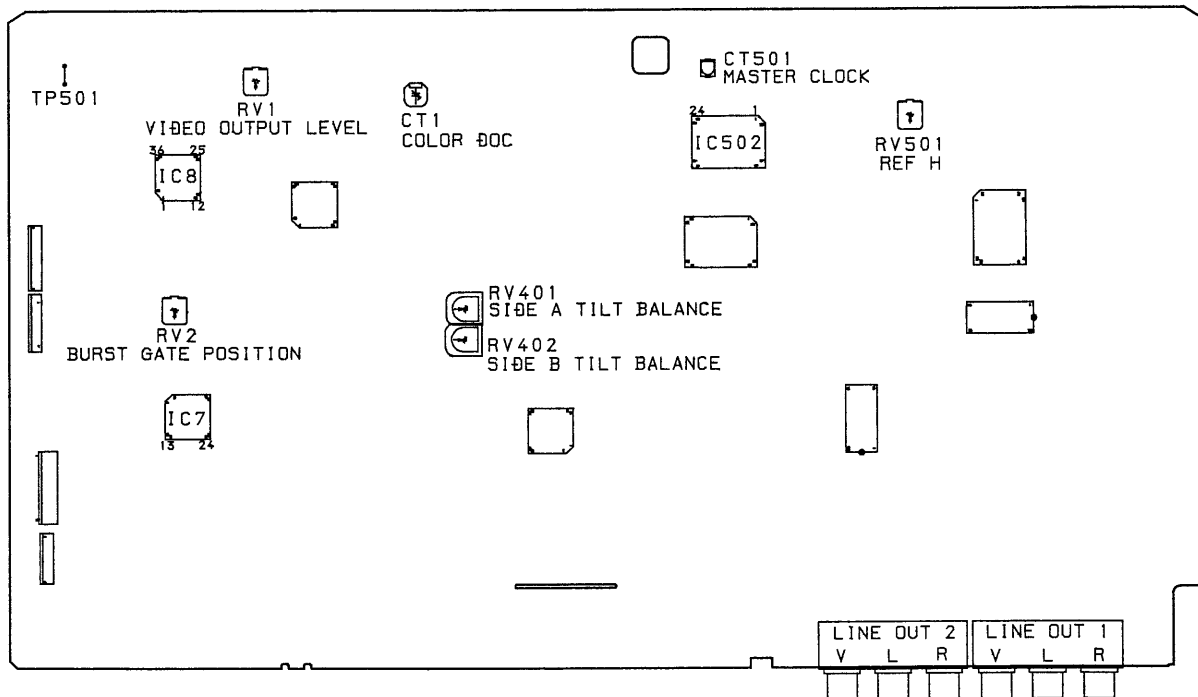 TP501
RV1
VIDEO OUTPUT LEVEL
CT1
COLOR DOC
CT501
MASTER CLOCK
24 1
IC502
RV501
REF H
36 25
IC8
1 12
RV401
SIDE A TILT BALANCE
RV402
SIDE B TILT BALANCE
RV2
BURST GATE POSITION
IC7
13 24
LINE OUT 2 LINE OUT 1
V L R V L R